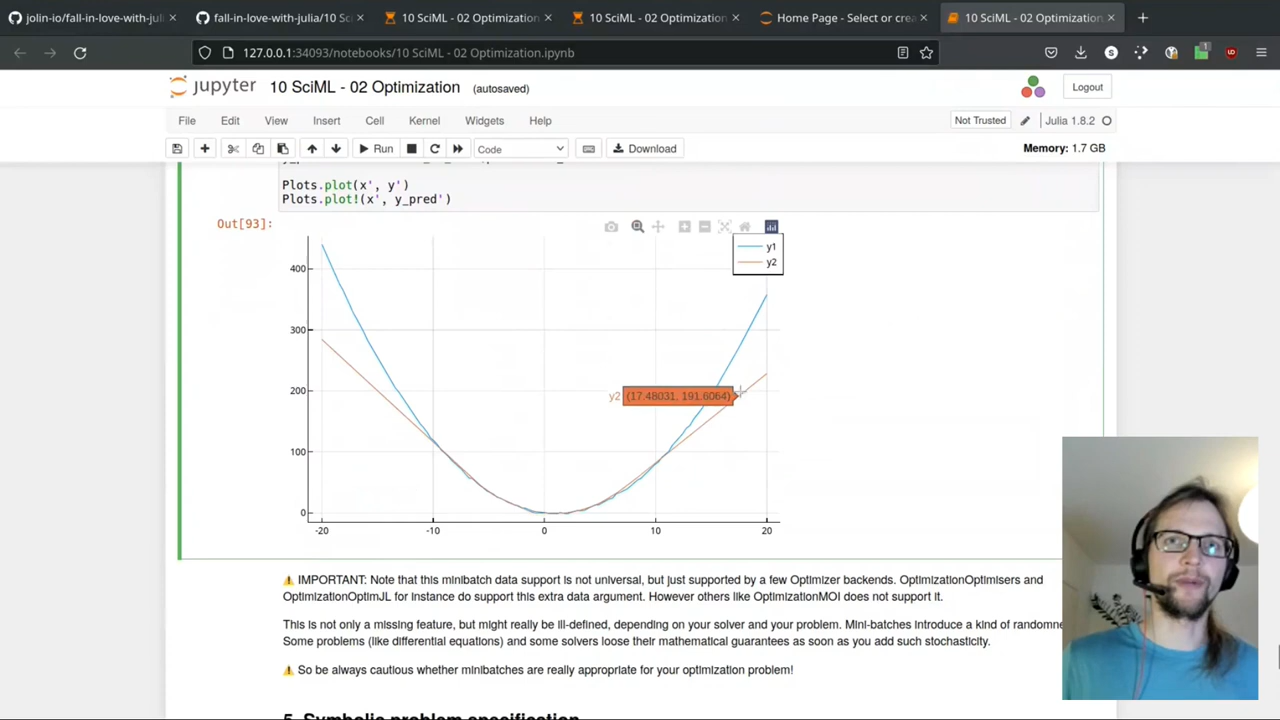 jolin-io/fall-in-love-with-juli
fall-in-love-with-julia/10 Sc
10 SciML - 02 Optimization
10 SciML - 02 Optimization
Home Page - Select or crea
10 SciML - 02 Optimization
127.0.0.1:34093/notebooks/10 SciML - 02 Optimization.ipynb
jupyter 10 SciML - 02 Optimization (autosaved)
Logout
File Edit View Insert Cell Kernel Widgets Help
Not Trusted
Julia 1.8.2
Run
Code
Download
Memory: 1.7 GB
Plots.plot(x', y')
Plots.plot!(x', y_pred')
Out[93]:
y1
y2
400
300
200
100
0
y2 (17.48031, 191.6064)
-20 -10 0 10 20
⚠ IMPORTANT: Note that this minibatch data support is not universal, but just supported by a few Optimizer backends. OptimizationOptimisers and
OptimizationOptimJL for instance do support this extra data argument. However others like OptimizationMOI does not support it.
This is not only a missing feature, but might really be ill-defined, depending on your solver and your problem. Mini-batches introduce a kind of randomne
Some problems (like differential equations) and some solvers loose their mathematical guarantees as soon as you add such stochasticity.
⚠ So be always cautious whether minibatches are really appropriate for your optimization problem!
5. Symbolic problem specification